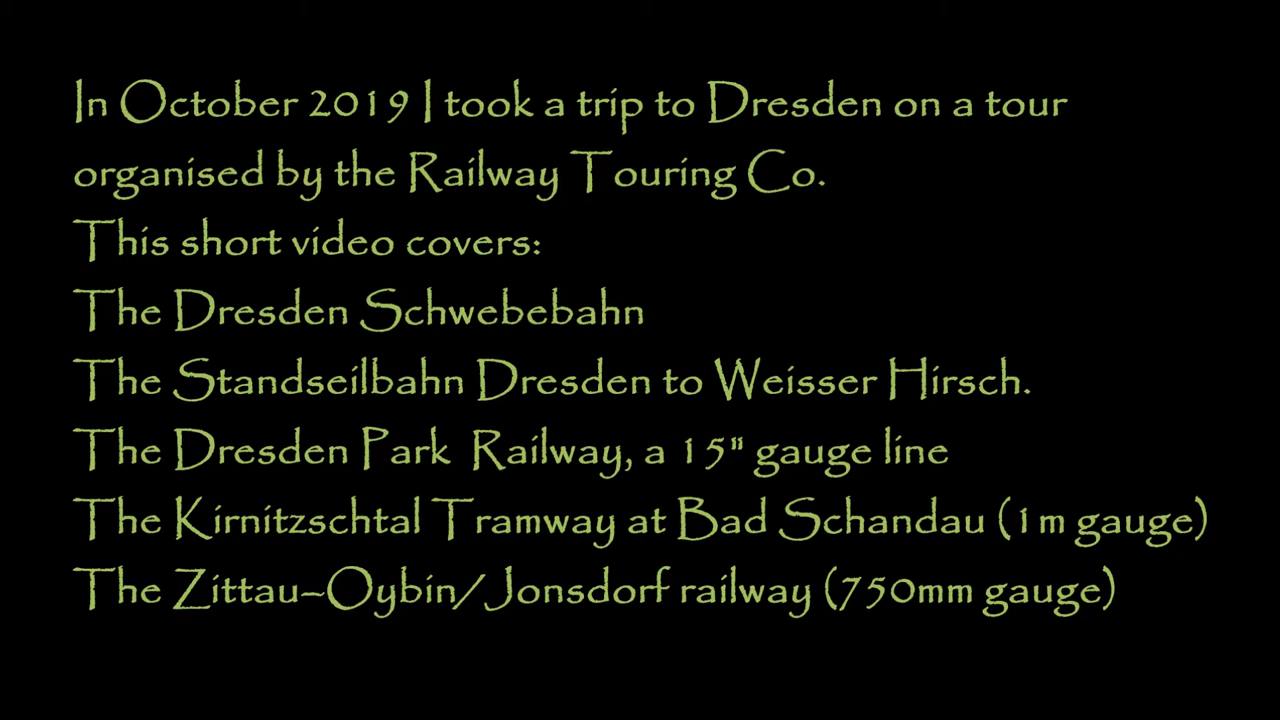 In October 2019 I took a trip to Dresden on a tour
organised by the Railway Touring Co.
This short video covers:
The Dresden Schwebebahn
The Standseilbahn Dresden to Weisser Hirsch.
The Dresden Park Railway, a 15" gauge line
The Kirnitzschtal Tramway at Bad Schandau (1m gauge)
The Zittau-Oybin/Jonsdorf railway (750mm gauge)